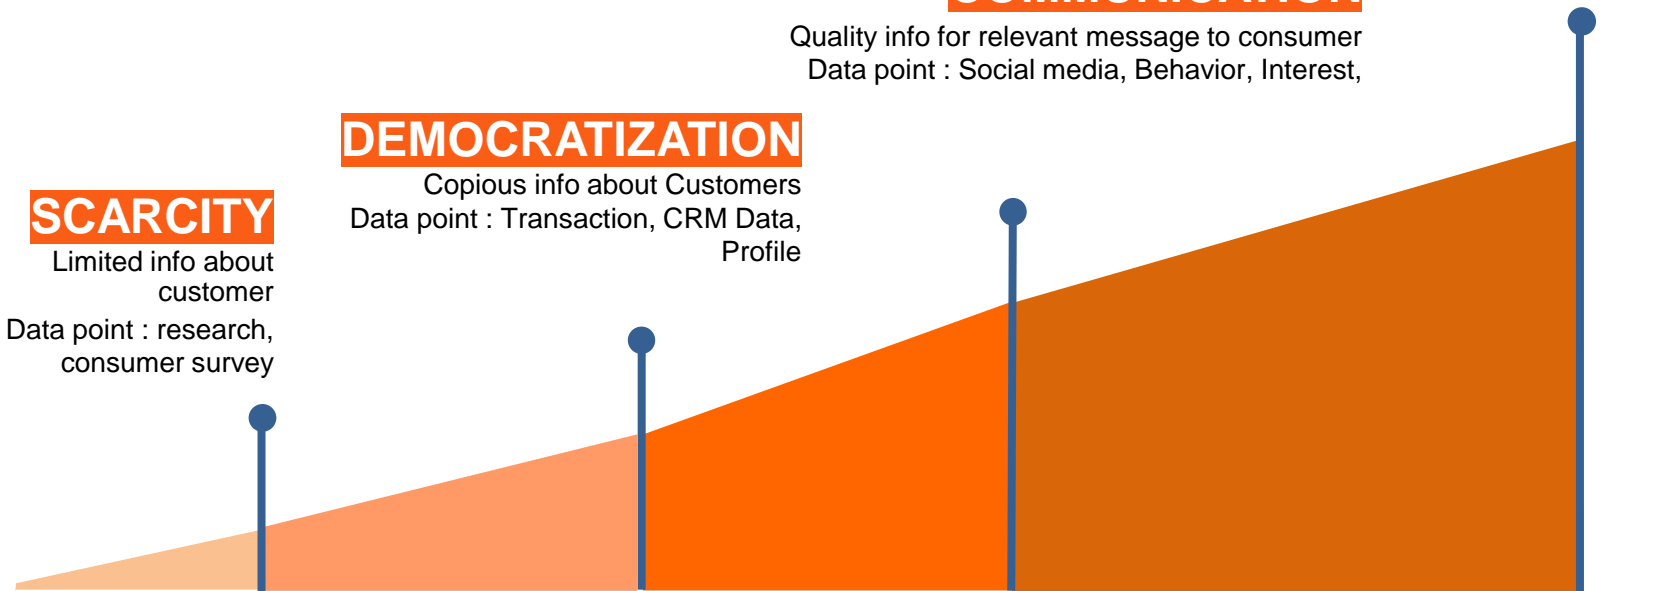 SCARCITY
Limited info about
customer
Data point : research,
consumer survey
DEMOCRATIZATION
Copious info about Customers
Data point : Transaction, CRM Data,
Profile
COMMUNICATION
Quality info for relevant message to consumer
Data point : Social media, Behavior, Interest,